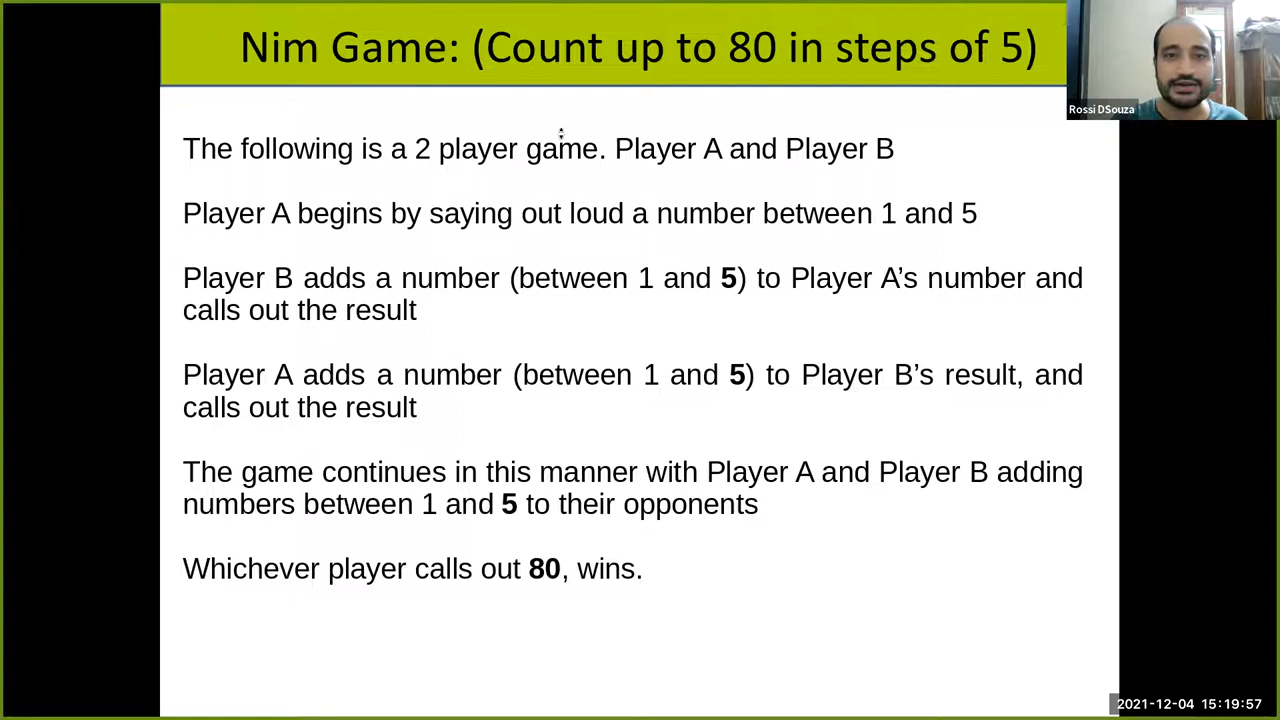 Nim Game: (Count up to 80 in steps of 5)
Rossi DSouza
The following is a 2 player game. Player A and Player B
Player A begins by saying out loud a number between 1 and 5
Player B adds a number (between 1 and 5) to Player A’s number and
calls out the result
Player A adds a number (between 1 and 5) to Player B’s result, and
calls out the result
The game continues in this manner with Player A and Player B adding
numbers between 1 and 5 to their opponents
Whichever player calls out 80, wins.
2021-12-04 15:19:57